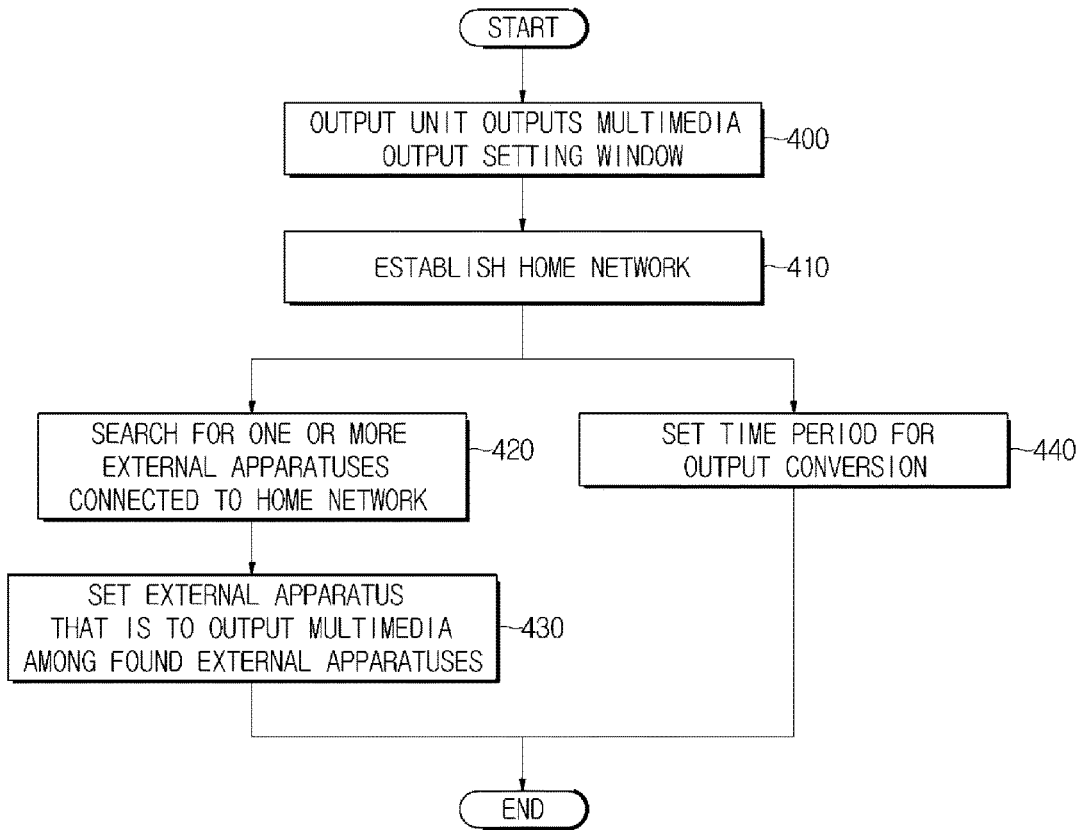 START
OUTPUT UNIT OUTPUTS MULTIMEDIA
OUTPUT SETTING WINDOW
400
ESTABLISH HOME NETWORK
410
SEARCH FOR ONE OR MORE
EXTERNAL APPARATUSES
CONNECTED TO HOME NETWORK
420
SET TIME PERIOD FOR
OUTPUT CONVERSION
440
SET EXTERNAL APPARATUS
THAT IS TO OUTPUT MULTIMEDIA
AMONG FOUND EXTERNAL APPARATUSES
430
END